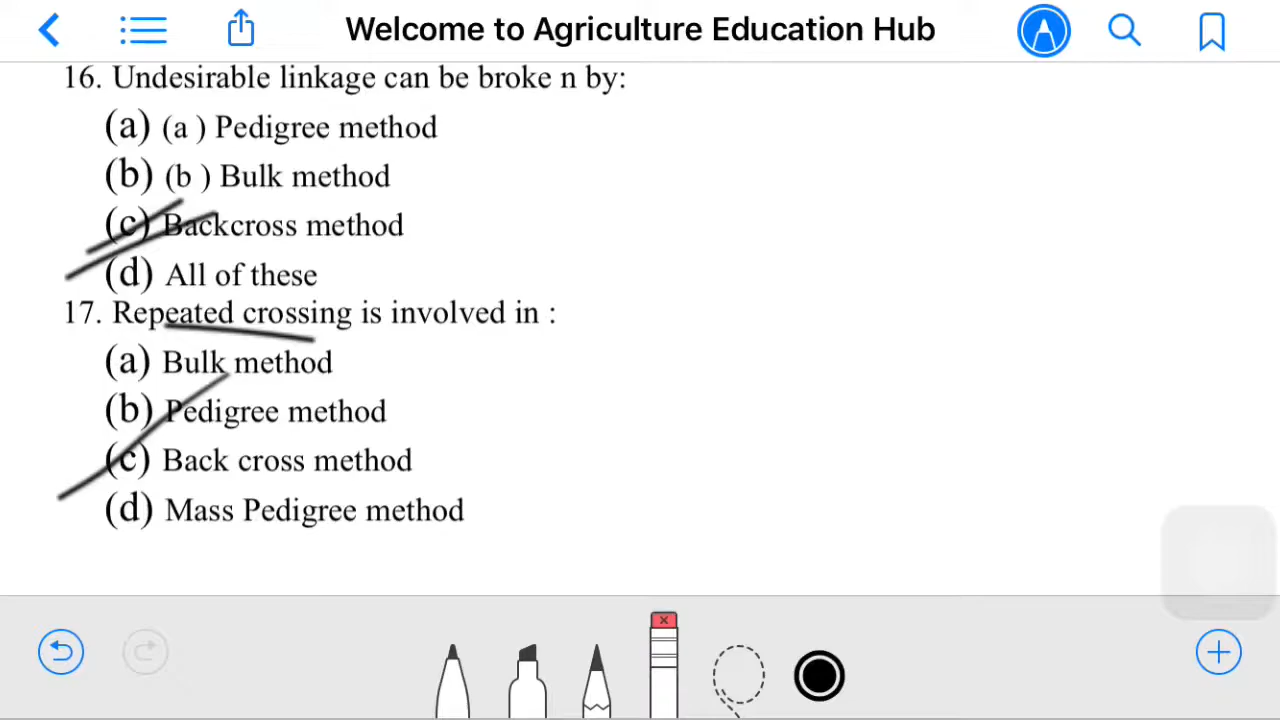 Welcome to Agriculture Education Hub
16. Undesirable linkage can be broke n by:
(a) (a ) Pedigree method
(b) (b ) Bulk method
(c) Backcross method
(d) All of these
17. Repeated crossing is involved in :
(a) Bulk method
(b) Pedigree method
(c) Back cross method
(d) Mass Pedigree method